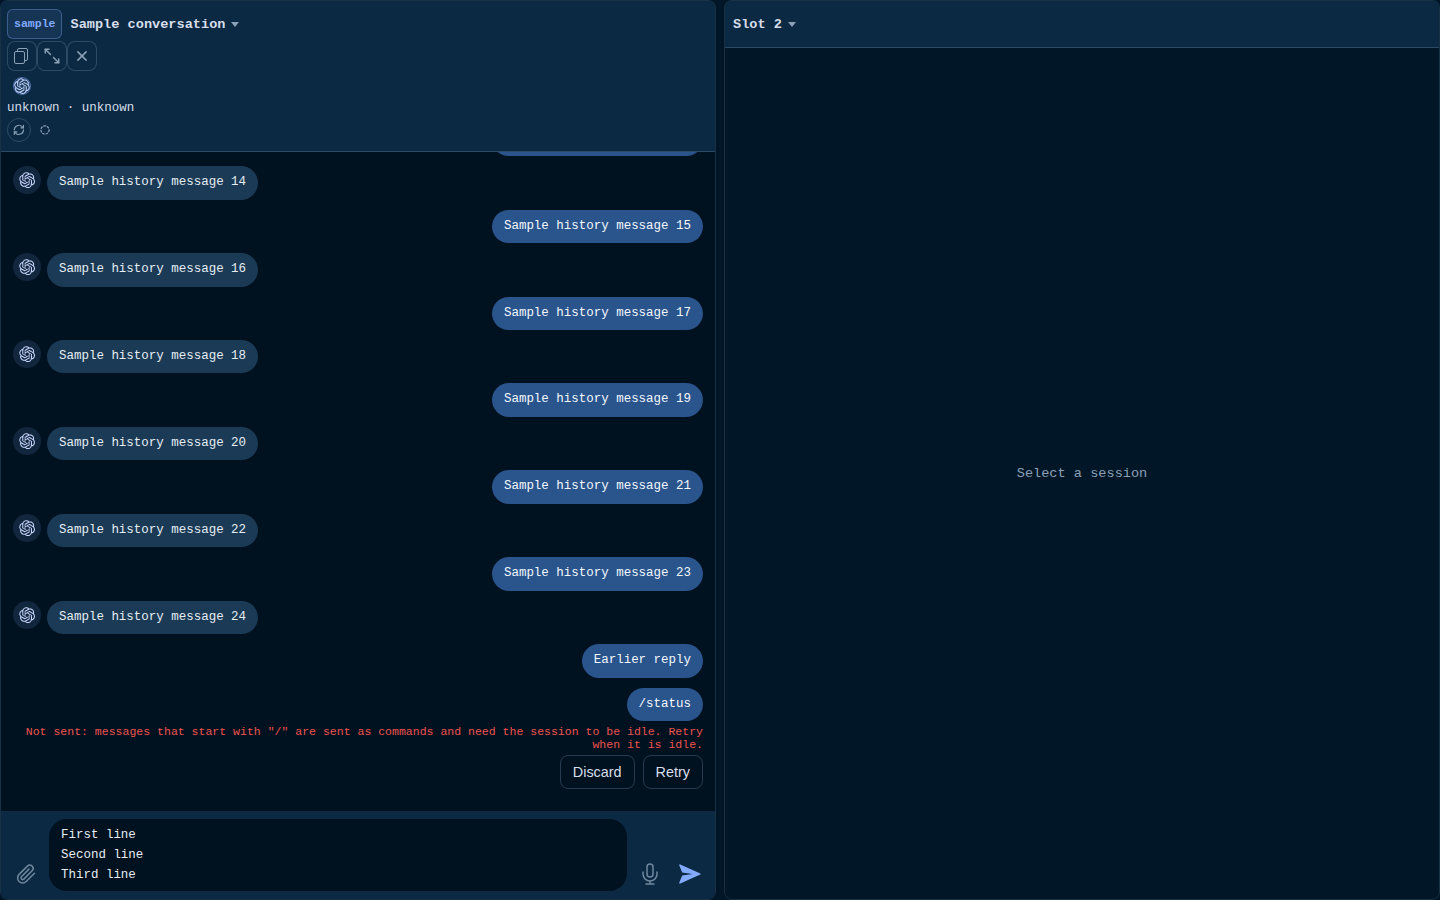 sample Sample conversation
unknown · unknown
Sample history message 14
Sample history message 15
Sample history message 16
Sample history message 17
Sample history message 18
Sample history message 19
Sample history message 20
Sample history message 21
Sample history message 22
Sample history message 23
Sample history message 24
Earlier reply
/status
Not sent: messages that start with "/" are sent as commands and need the session to be idle. Retry
when it is idle.
Discard Retry
First line
Second line
Third line
Slot 2
Select a session